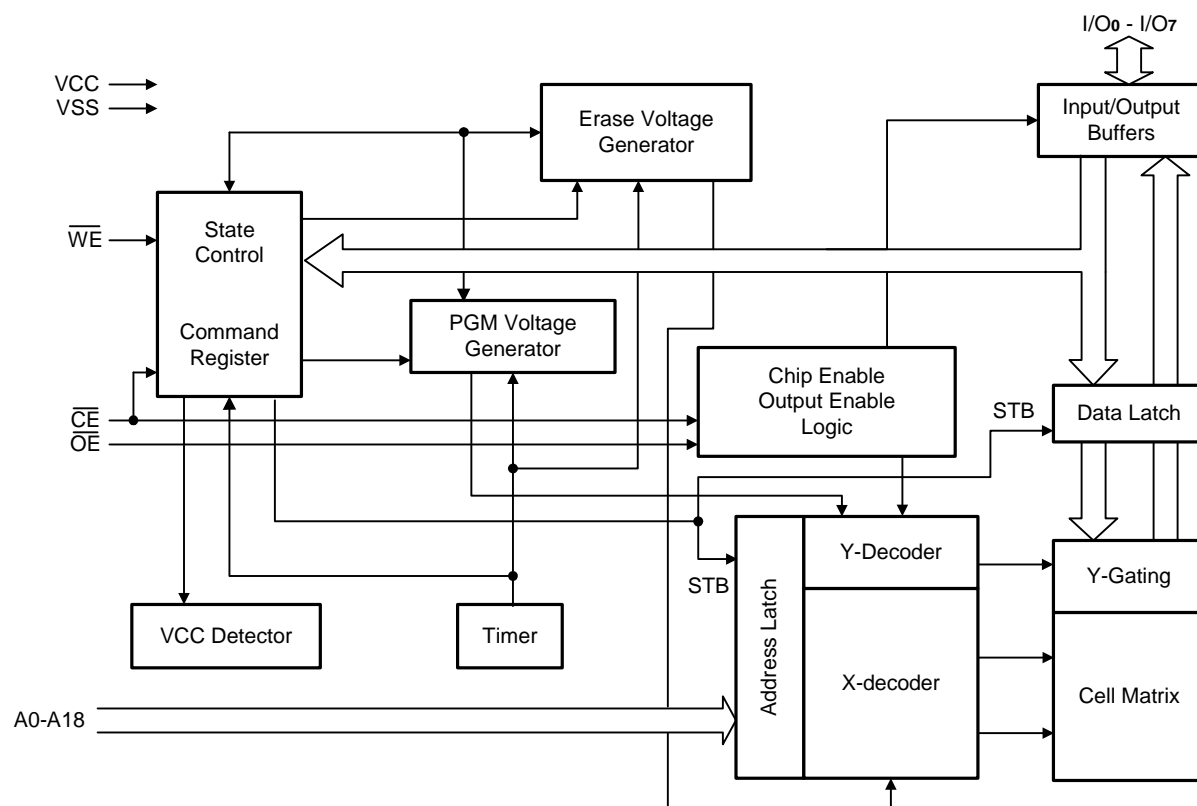 I/O0 - I/O7
VCC
VSS
Erase Voltage
Generator
Input/Output
Buffers
State
Control
WE
PGM Voltage
Generator
Command
Register
Chip Enable
Output Enable
Logic
CE
OE
STB
Data Latch
Y-Decoder
STB
Y-Gating
VCC Detector
Timer
Address Latch
X-decoder
Cell Matrix
A0-A18